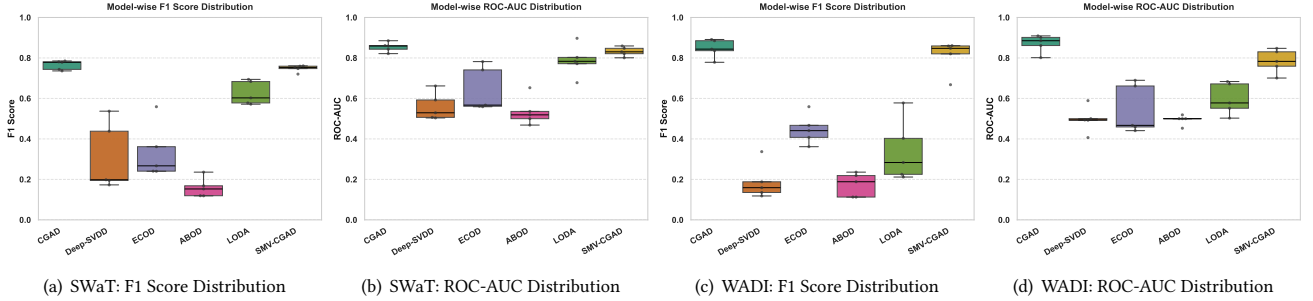 Model-wise F1 Score Distribution
1.0
0.8
0.6
0.4
0.2
0.0
F1 Score
CGAD
Deep-SVDD
ECOD
ABOD
LODA
SMV-CGAD
(a) SWaT: F1 Score Distribution
Model-wise ROC-AUC Distribution
1.0
0.8
0.6
0.4
0.2
0.0
ROC-AUC
CGAD
Deep-SVDD
ECOD
ABOD
LODA
SMV-CGAD
(b) SWaT: ROC-AUC Distribution
Model-wise F1 Score Distribution
1.0
0.8
0.6
0.4
0.2
0.0
F1 Score
CGAD
Deep-SVDD
ECOD
ABOD
LODA
SMV-CGAD
(c) WADI: F1 Score Distribution
Model-wise ROC-AUC Distribution
1.0
0.8
0.6
0.4
0.2
0.0
ROC-AUC
CGAD
Deep-SVDD
ECOD
ABOD
LODA
SMV-CGAD
(d) WADI: ROC-AUC Distribution